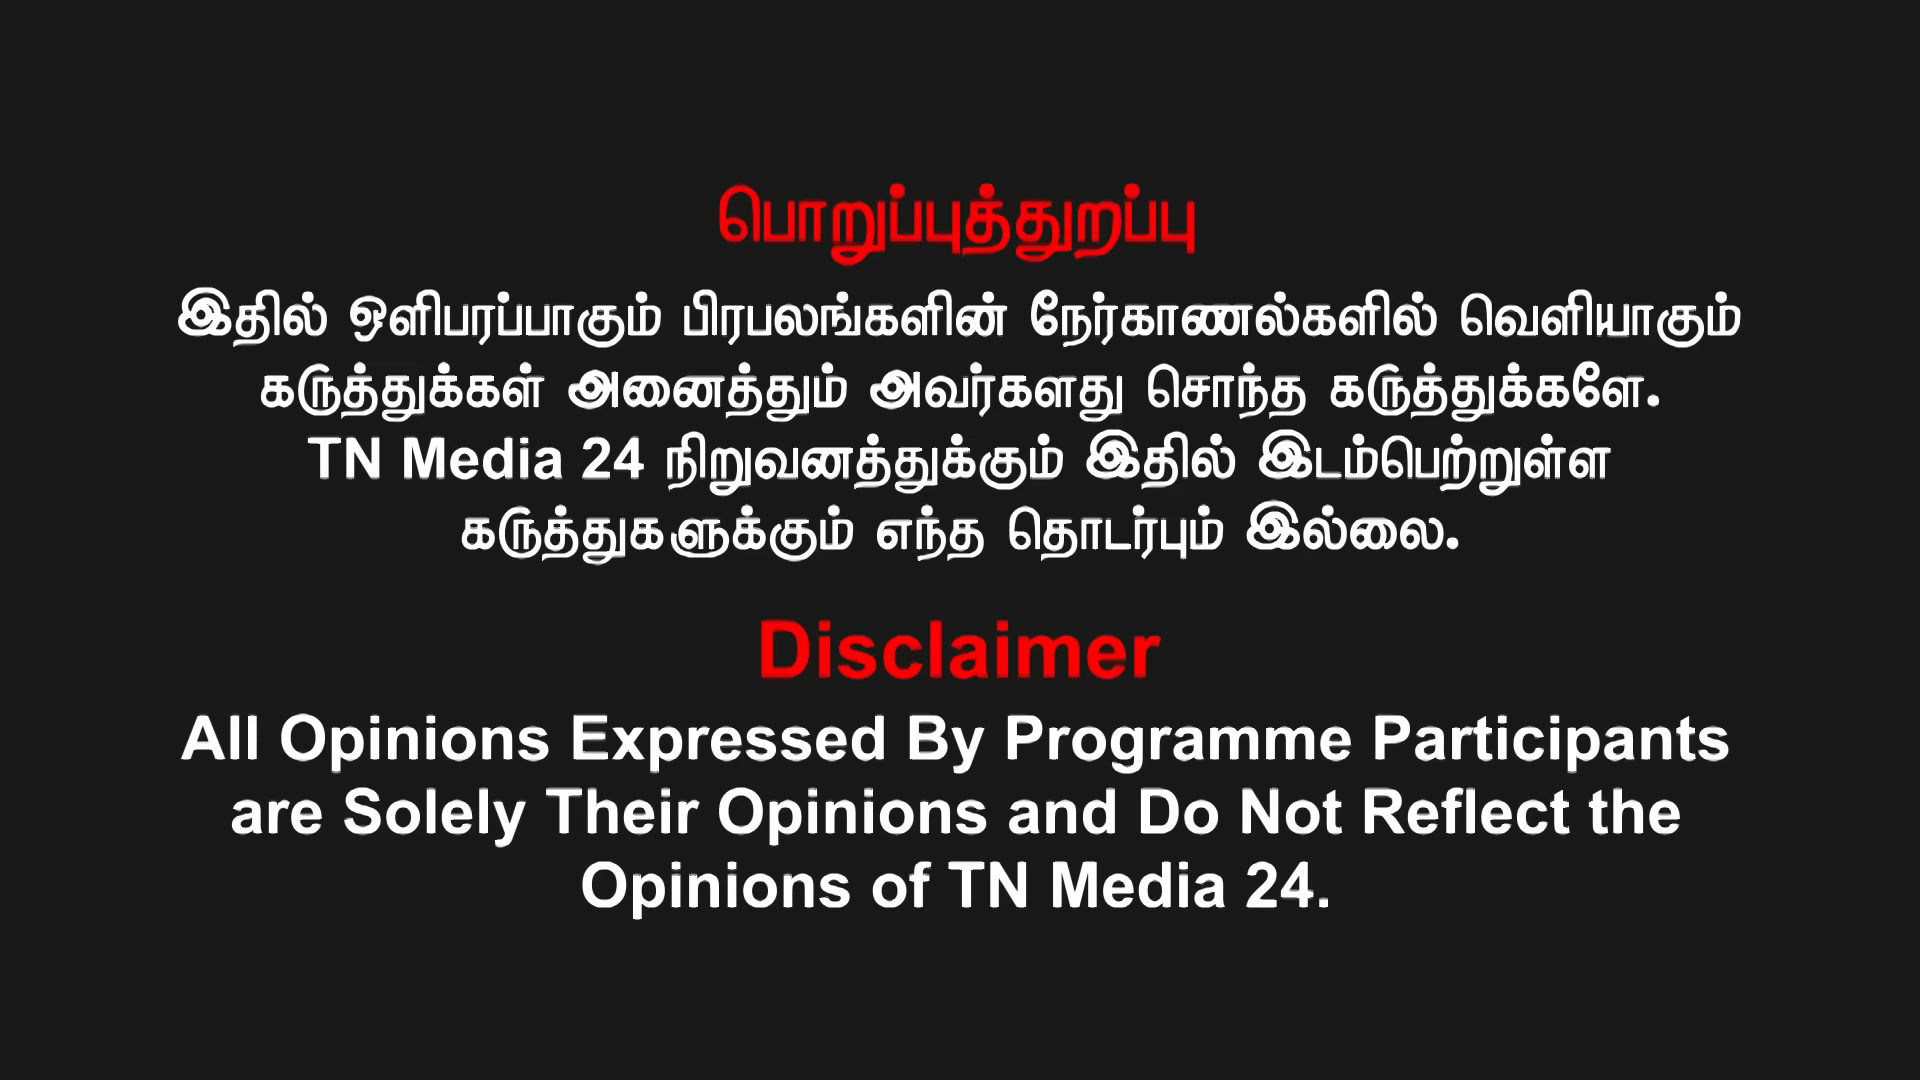 பொறுப்புத்துறப்பு
இதில் ஒளிபரப்பாகும் பிரபலங்களின் நேர்காணல்களில் வெளியாகும்
கருத்துக்கள் அனைத்தும் அவர்களது சொந்த கருத்துக்களே.
TN Media 24 நிறுவனத்துக்கும் இதில் இடம்பெற்றுள்ள
கருத்துகளுக்கும் எந்த தொடர்பும் இல்லை.
Disclaimer
All Opinions Expressed By Programme Participants
are Solely Their Opinions and Do Not Reflect the
Opinions of TN Media 24.